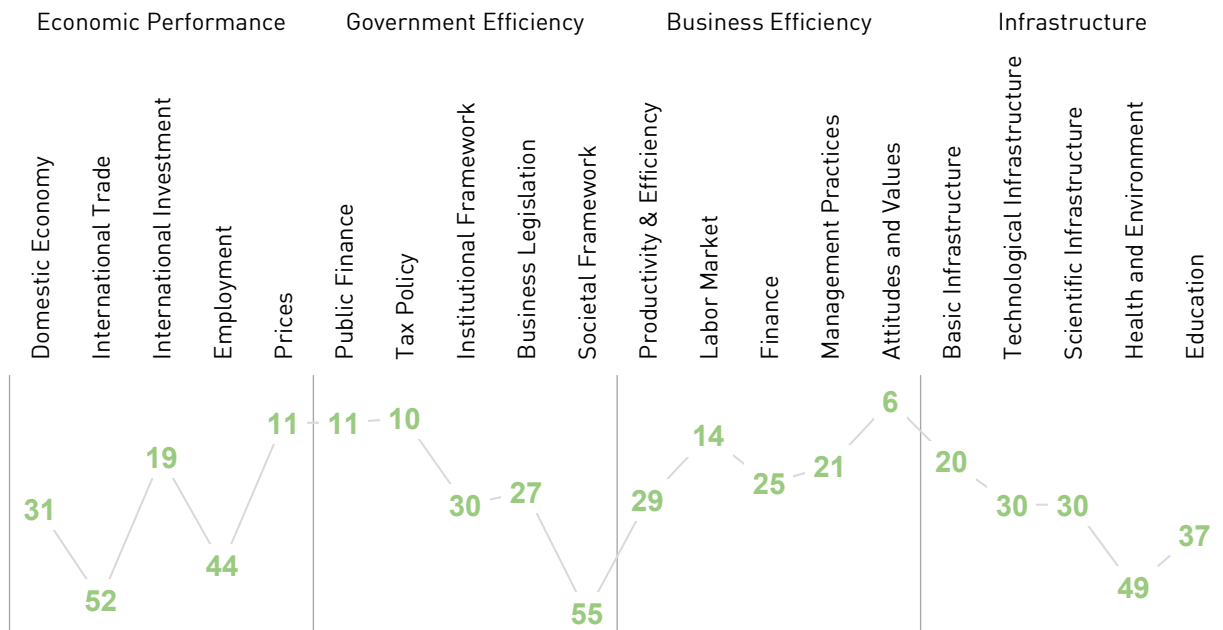 Economic Performance
Government Efficiency
Business Efficiency
Infrastructure
Domestic Economy
International Trade
International Investment
Employment
Prices
Public Finance
Tax Policy
Institutional Framework
Business Legislation
Societal Framework
Productivity & Efficiency
Labor Market
Finance
Management Practices
Attitudes and Values
Basic Infrastructure
Technological Infrastructure
Scientific Infrastructure
Health and Environment
Education
31
52
19
44
11
11
10
30
27
55
29
14
25
21
6
20
30
30
49
37